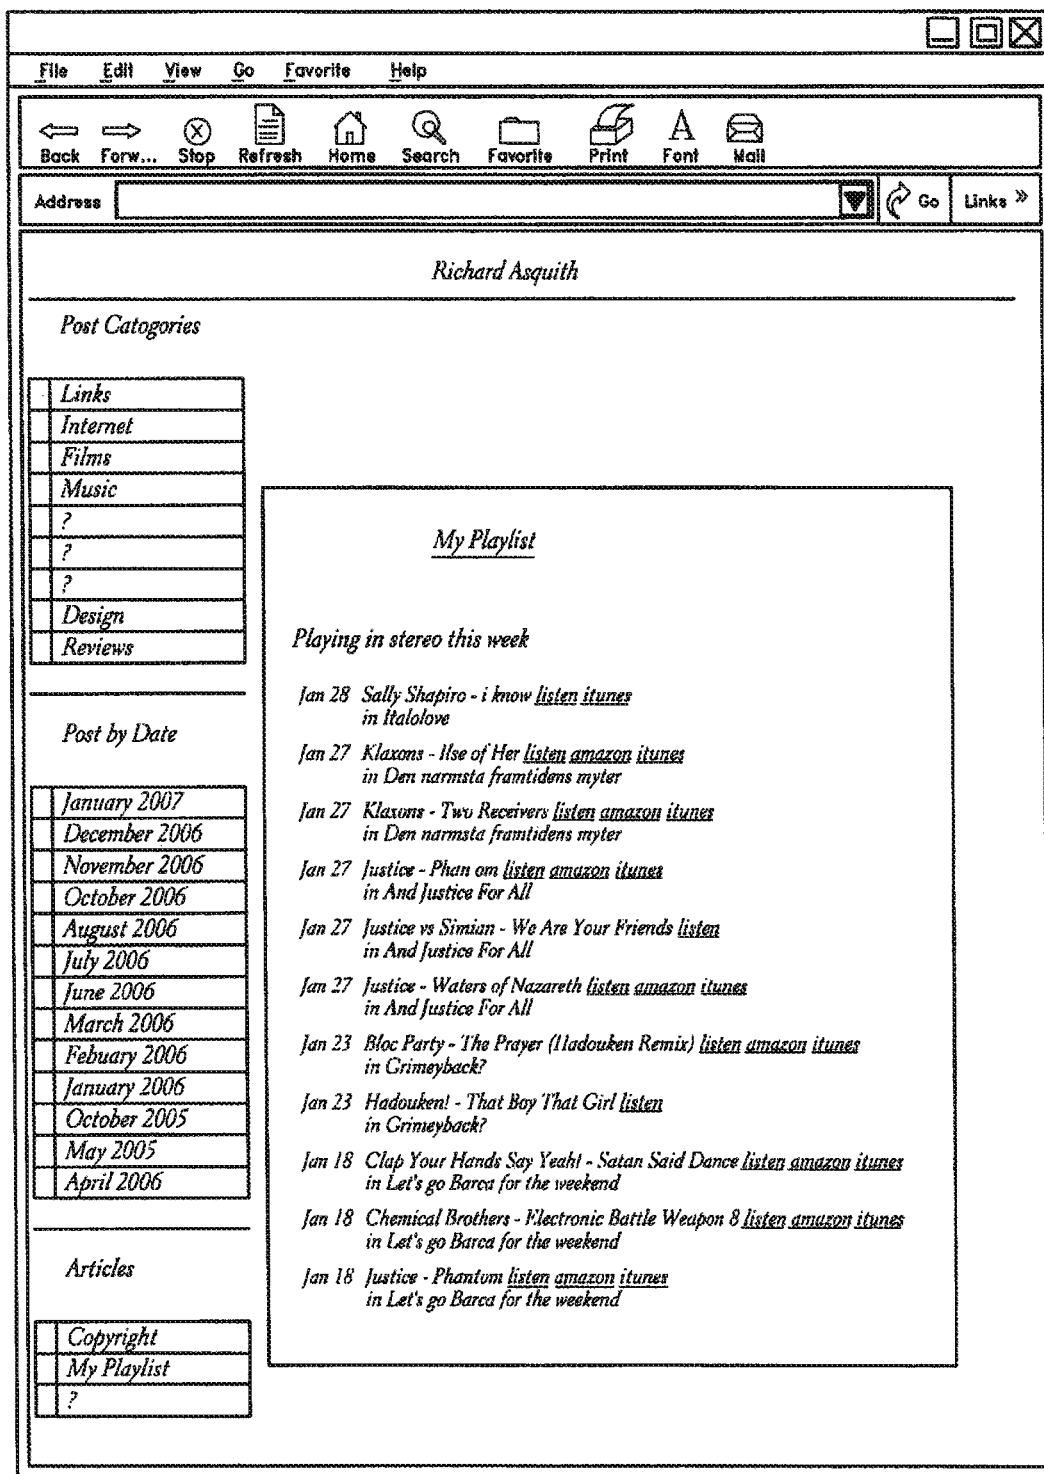 File Edit View Go Favorite Help
Back Forw... Stop Refresh Home Search Favorite Print Font Mail
Address Go Links »
Richard Asquith
Post Catogories
Links
Internet
Films
Music
?
?
?
Design
Reviews
Post by Date
January 2007
December 2006
November 2006
October 2006
August 2006
July 2006
June 2006
March 2006
Febuary 2006
January 2006
October 2005
May 2005
April 2006
Articles
Copyright
My Playlist
?
My Playlist
Playing in stereo this week
Jan 28 Sally Shapiro - i know listen itunes
in Italolove
Jan 27 Klaxons - of Her listen amazon itunes
in Den narmsta framtidens myter
Jan 27 Klaxons - Two Receivers listen amazon itunes
in Den narmsta framtidens myter
Jan 27 Justice - Phan om listen amazon itunes
in And Justice For All
Jan 27 Justice vs Simian - We Are Your Friends listen
in And Justice For All
Jan 27 Justice - Waters of Nazareth listen amazon itunes
in And Justice For All
Jan 23 Bloc Party - The Prayer (Hadouken Remix) listen amazon itunes
in Grimeyback?
Jan 23 Hadouken! - That Boy That Girl listen
in Grimeyback?
Jan 18 Clap Your Hands Say Yeah! - Satan Said Dance listen amazon itunes
in Let's go Barca for the weekend
Jan 18 Chemical Brothers - Electronic Battle Weapon 8 listen amazon itunes
in Let's go Barca for the weekend
Jan 18 Justice - Phantom listen amazon itunes
in Let's go Barca for the weekend